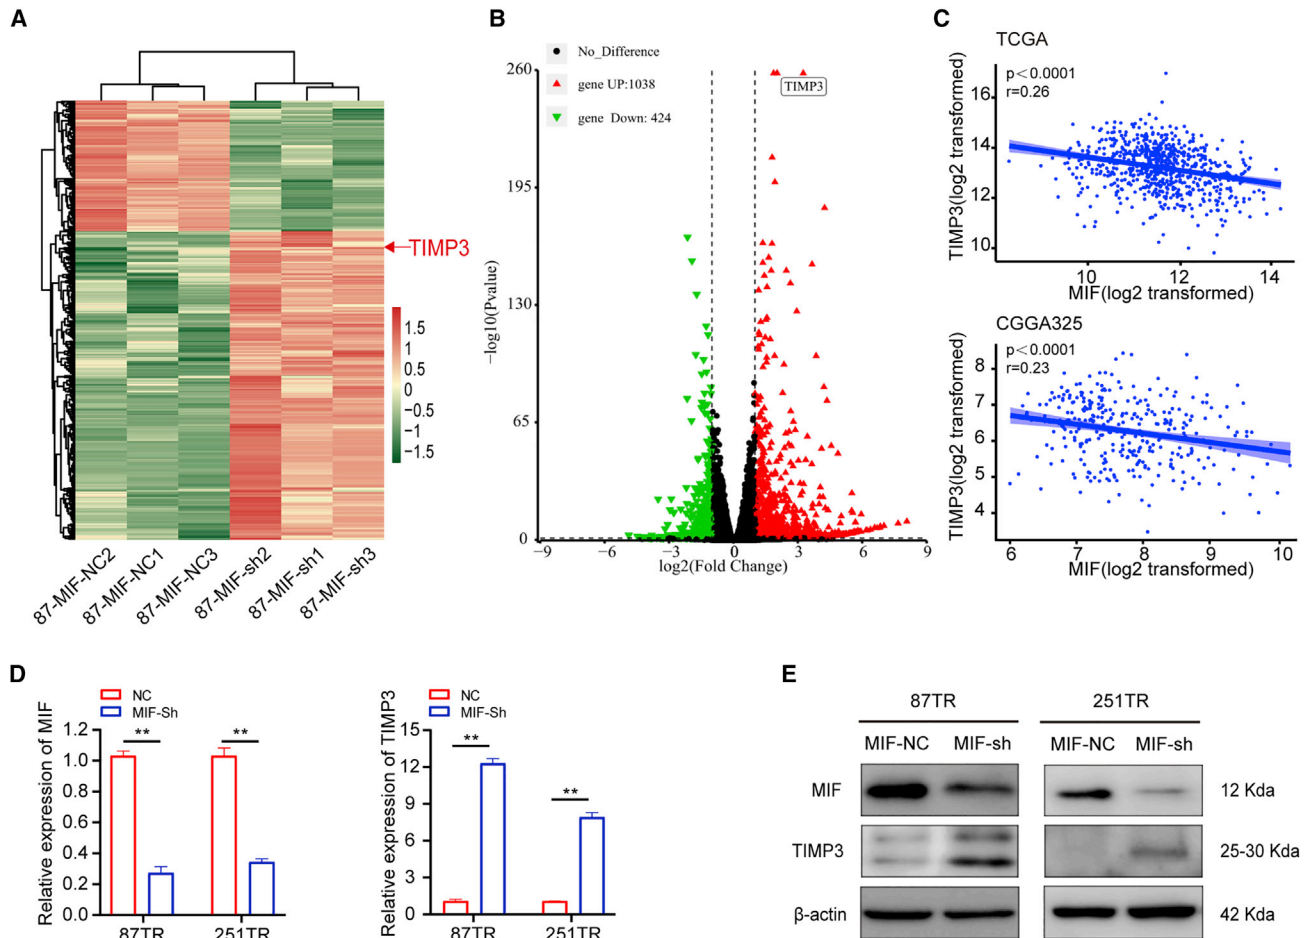 A
TIMP3
1.5
1
0.5
0
−0.5
−1
−1.5
87-MIF-NC2
87-MIF-NC1
87-MIF-NC3
87-MIF-sh2
87-MIF-sh1
87-MIF-sh3
B
No_Difference
gene UP:1038
gene Down: 424
TIMP3
260
195
130
65
0
−log10(Pvalue)
−9
−6
−3
0
3
6
9
log2(Fold Change)
C
TCGA
p<0.0001
r=0.26
TIMP3(log2 transformed)
16
14
12
10
10
12
14
MIF(log2 transformed)
CGGA325
p<0.0001
r=0.23
TIMP3(log2 transformed)
8
7
6
5
4
6
7
8
9
10
MIF(log2 transformed)
D
NC
MIF-Sh
Relative expression of MIF
1.2
1.0
0.8
0.6
0.4
0.2
0.0
**
**
87TR
251TR
NC
MIF-Sh
Relative expression of TIMP3
15
12
9
6
3
0
**
**
87TR
251TR
E
87TR
251TR
MIF-NC
MIF-sh
MIF-NC
MIF-sh
MIF
12 Kda
TIMP3
25-30 Kda
β-actin
42 Kda